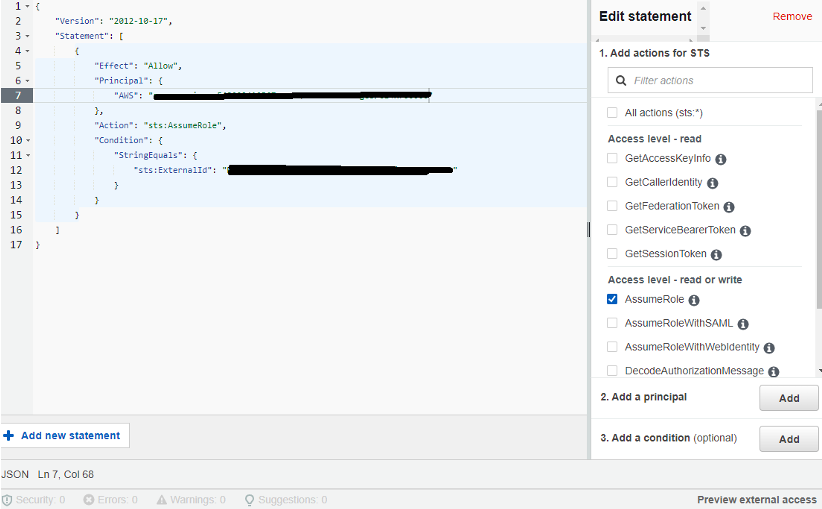 1 {
2 "Version": "2012-10-17",
3 "Statement": [
4 {
5 "Effect": "Allow",
6 "Principal": {
7 "AWS": "
8 },
9 "Action": "sts:AssumeRole",
10 "Condition": {
11 "StringEquals": {
12 "sts:ExternalId": " "
13 }
14 }
15 }
16 ]
17 }
+ Add new statement
JSON Ln 7, Col 68
Security: 0 Errors: 0 Warnings: 0 Suggestions: 0
Edit statement Remove
1. Add actions for STS
Filter actions
All actions (sts:*)
Access level - read
GetAccessKeyInfo
GetCallerIdentity
GetFederationToken
GetServiceBearerToken
GetSessionToken
Access level - read or write
AssumeRole
AssumeRoleWithSAML
AssumeRoleWithWebIdentity
DecodeAuthorizationMessage
2. Add a principal Add
3. Add a condition (optional) Add
Preview external access